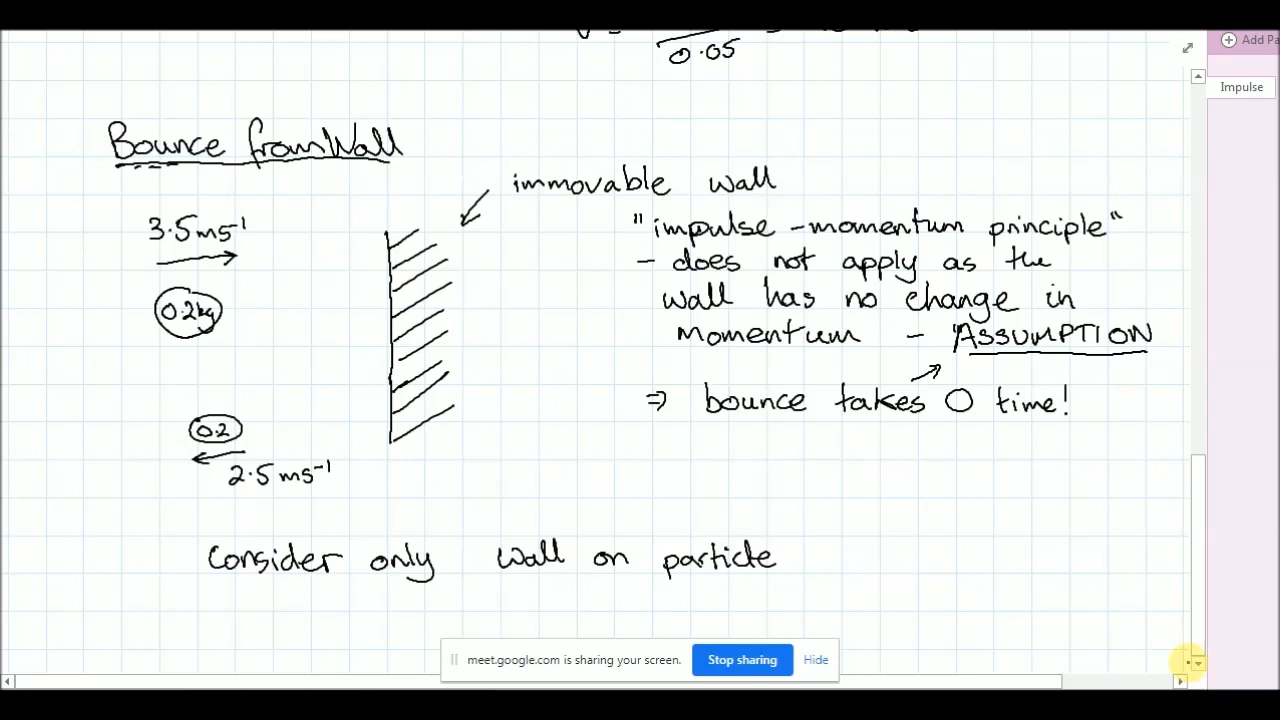 0.05
Add Pa
Impulse
Bounce from Wall
immovable wall
3.5ms⁻¹
"impulse - momentum principle"
- does not apply as the
wall has no change in
momentum - "ASSUMPTION
0.2kg
⇒ bounce takes 0 time!
0.2
2.5ms⁻¹
Consider only wall on particle
meet.google.com is sharing your screen. Stop sharing Hide